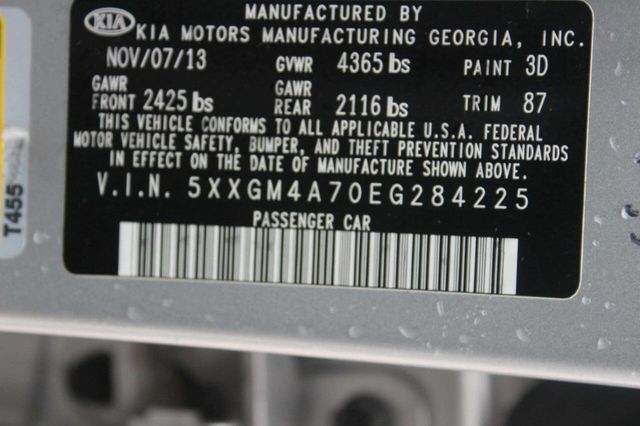 MANUFACTURED BY
KIA KIA MOTORS MANUFACTURING GEORGIA, INC.
NOV/07/13 GVWR 4365 lbs PAINT 3D
GAWR FRONT 2425 lbs GAWR REAR 2116 lbs TRIM 87
THIS VEHICLE CONFORMS TO ALL APPLICABLE U.S.A. FEDERAL
MOTOR VEHICLE SAFETY, BUMPER, AND THEFT PREVENTION STANDARDS
IN EFFECT ON THE DATE OF MANUFACTURE SHOWN ABOVE.
V.I.N. 5XXGM4A70EG284225
PASSENGER CAR
T455